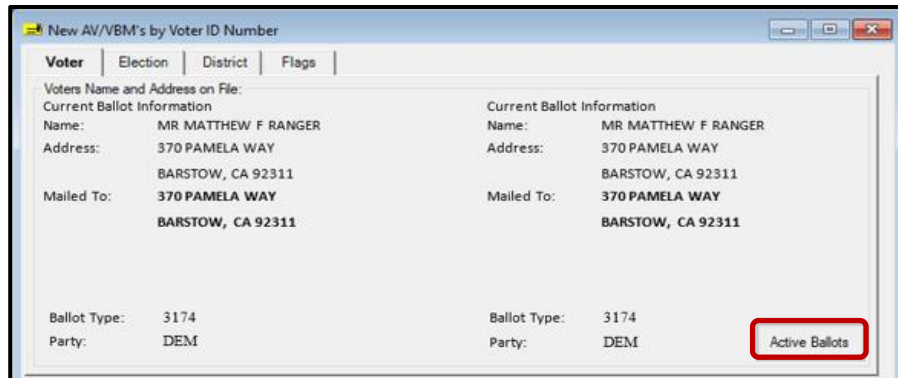 New AV/VBM's by Voter ID Number
Voter Election District Flags
Voters Name and Address on File:
Current Ballot Information Current Ballot Information
Name: MR MATTHEW F RANGER Name: MR MATTHEW F RANGER
Address: 370 PAMELA WAY Address: 370 PAMELA WAY
BARSTOW, CA 92311 BARSTOW, CA 92311
Mailed To: 370 PAMELA WAY Mailed To: 370 PAMELA WAY
BARSTOW, CA 92311 BARSTOW, CA 92311
Ballot Type: 3174 Ballot Type: 3174
Party: DEM Party: DEM Active Ballots